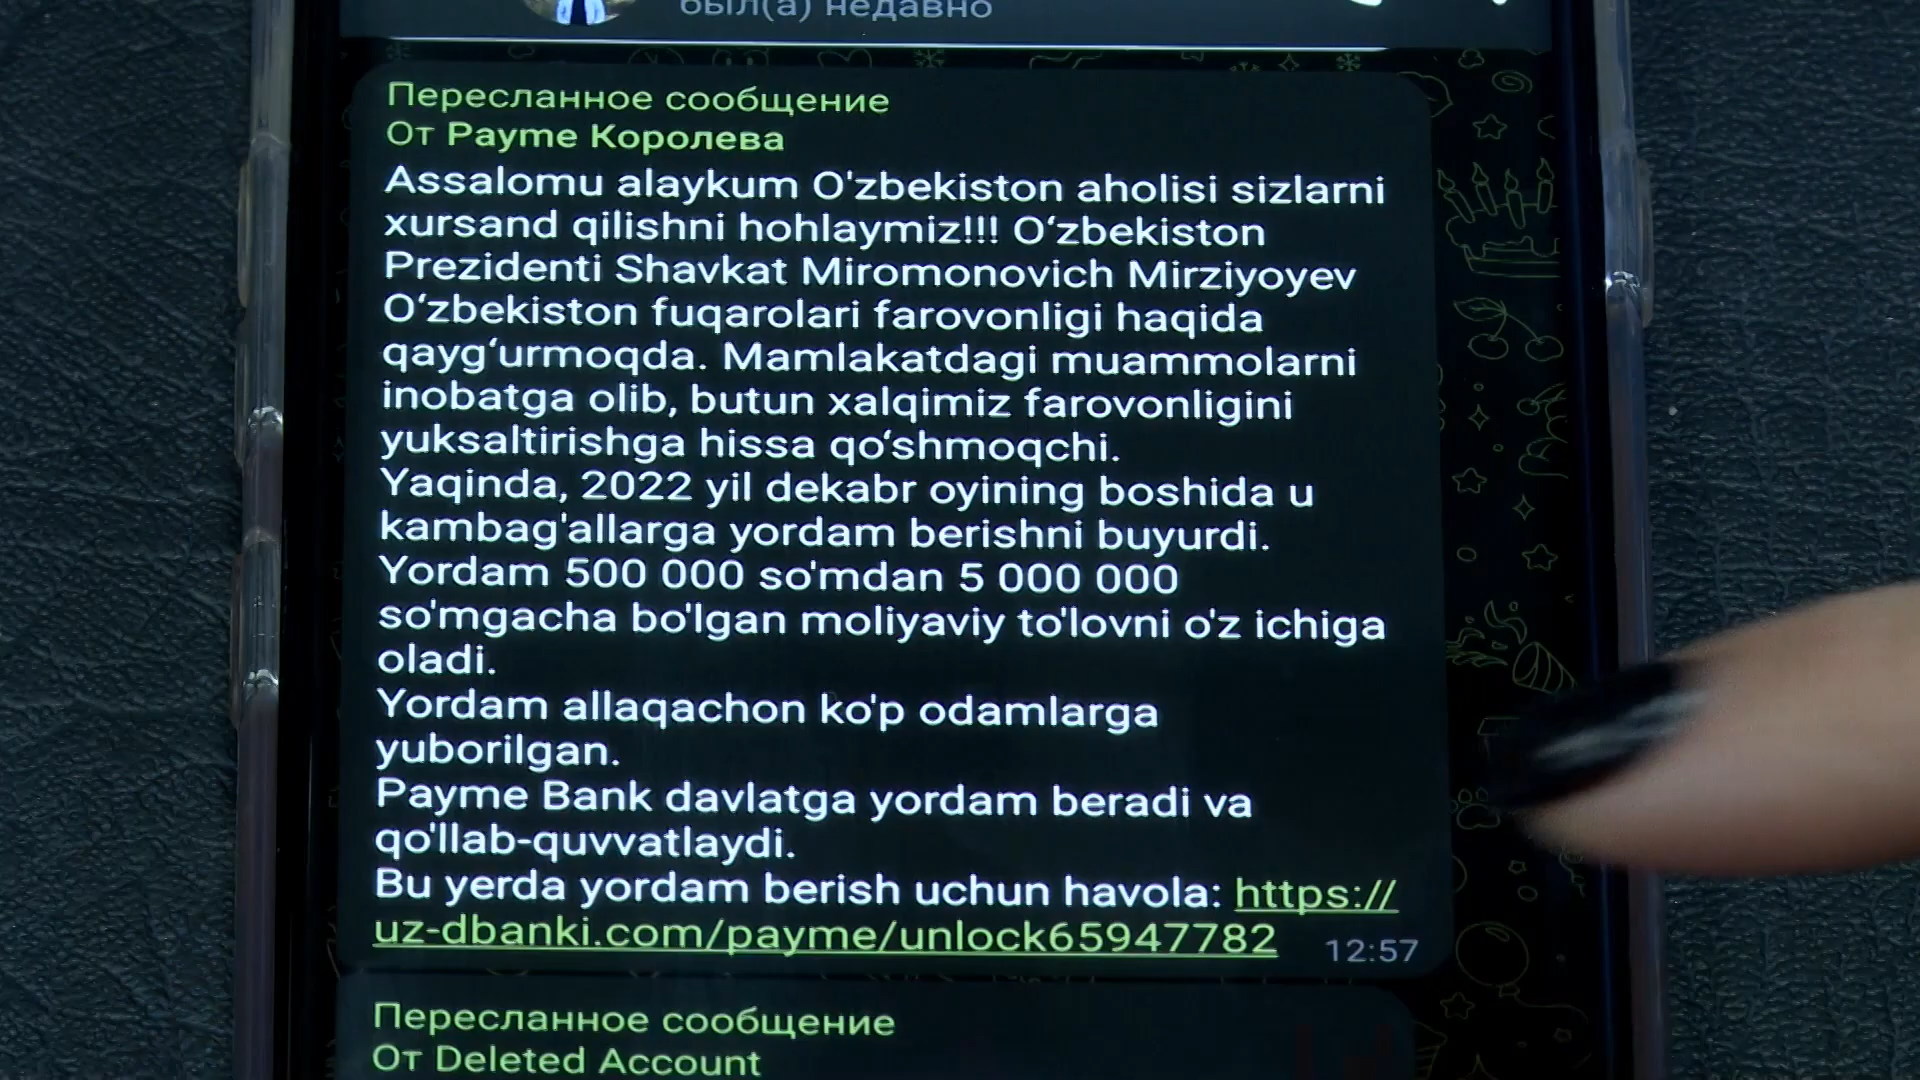 был(а) недавно
Пересланное сообщение
От Payme Королева
Assalomu alaykum O'zbekiston aholisi sizlarni
xursand qilishni hohlaymiz!!! O‘zbekiston
Prezidenti Shavkat Miromonovich Mirziyoyev
O‘zbekiston fuqarolari farovonligi haqida
qayg‘urmoqda. Mamlakatdagi muammolarni
inobatga olib, butun xalqimiz farovonligini
yuksaltirishga hissa qo‘shmoqchi.
Yaqinda, 2022 yil dekabr oyining boshida u
kambag'allarga yordam berishni buyurdi.
Yordam 500 000 so'mdan 5 000 000
so'mgacha bo'lgan moliyaviy to'lovni o'z ichiga
oladi.
Yordam allaqachon ko'p odamlarga
yuborilgan.
Payme Bank davlatga yordam beradi va
qo'llab-quvvatlaydi.
Bu yerda yordam berish uchun havola: https://
uz-dbanki.com/payme/unlock65947782 12:57
Пересланное сообщение
От Deleted Account